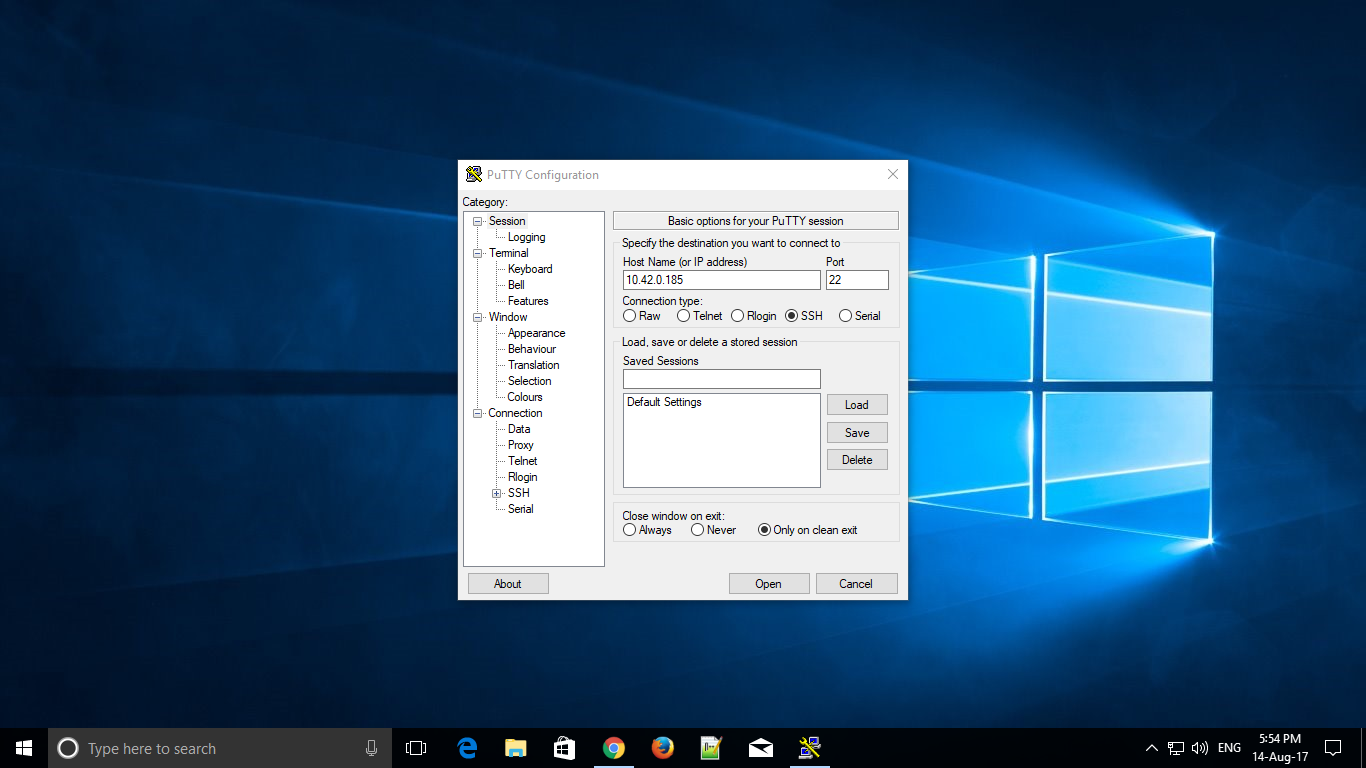 PuTTY Configuration
Category:
Session
Logging
Terminal
Keyboard
Bell
Features
Window
Appearance
Behaviour
Translation
Selection
Colours
Connection
Data
Proxy
Telnet
Rlogin
SSH
Serial
Basic options for your PuTTY session
Specify the destination you want to connect to
Host Name (or IP address) Port
10.42.0.185 22
Connection type:
Raw Telnet Rlogin SSH Serial
Load, save or delete a stored session
Saved Sessions
Default Settings
Load
Save
Delete
Close window on exit:
Always Never Only on clean exit
About Open Cancel
Type here to search
ENG
5:54 PM
14-Aug-17